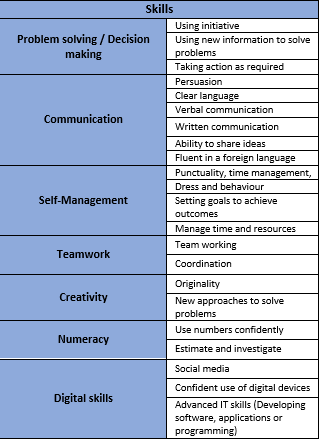 Skills
Problem solving / Decision
making
Using initiative
Using new information to solve
problems
Taking action as required
Communication
Persuasion
Clear language
Verbal communication
Written communication
Ability to share ideas
Fluent in a foreign language
Self-Management
Punctuality, time management,
Dress and behaviour
Setting goals to achieve
outcomes
Manage time and resources
Teamwork
Team working
Coordination
Creativity
Originality
New approaches to solve
problems
Numeracy
Use numbers confidently
Estimate and investigate
Digital skills
Social media
Confident use of digital devices
Advanced IT skills (Developing
software, applications or
programming)